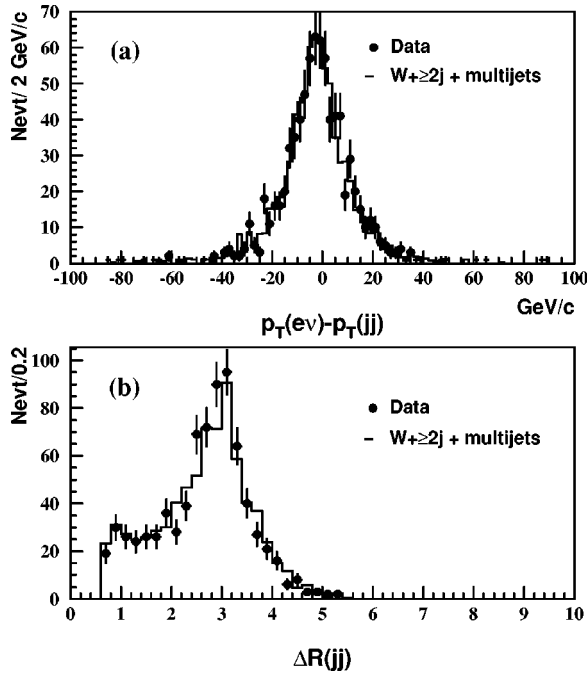 Nevt/ 2 GeV/c
70
60
50
40
30
20
10
0
(a)
Data
W+≥2j + multijets
-100 -80 -60 -40 -20 0 20 40 60 80 100
GeV/c
p_T(eν)-p_T(jj)
Nevt/0.2
100
80
60
40
20
0
(b)
Data
W+≥2j + multijets
0 1 2 3 4 5 6 7 8 9 10
ΔR(jj)